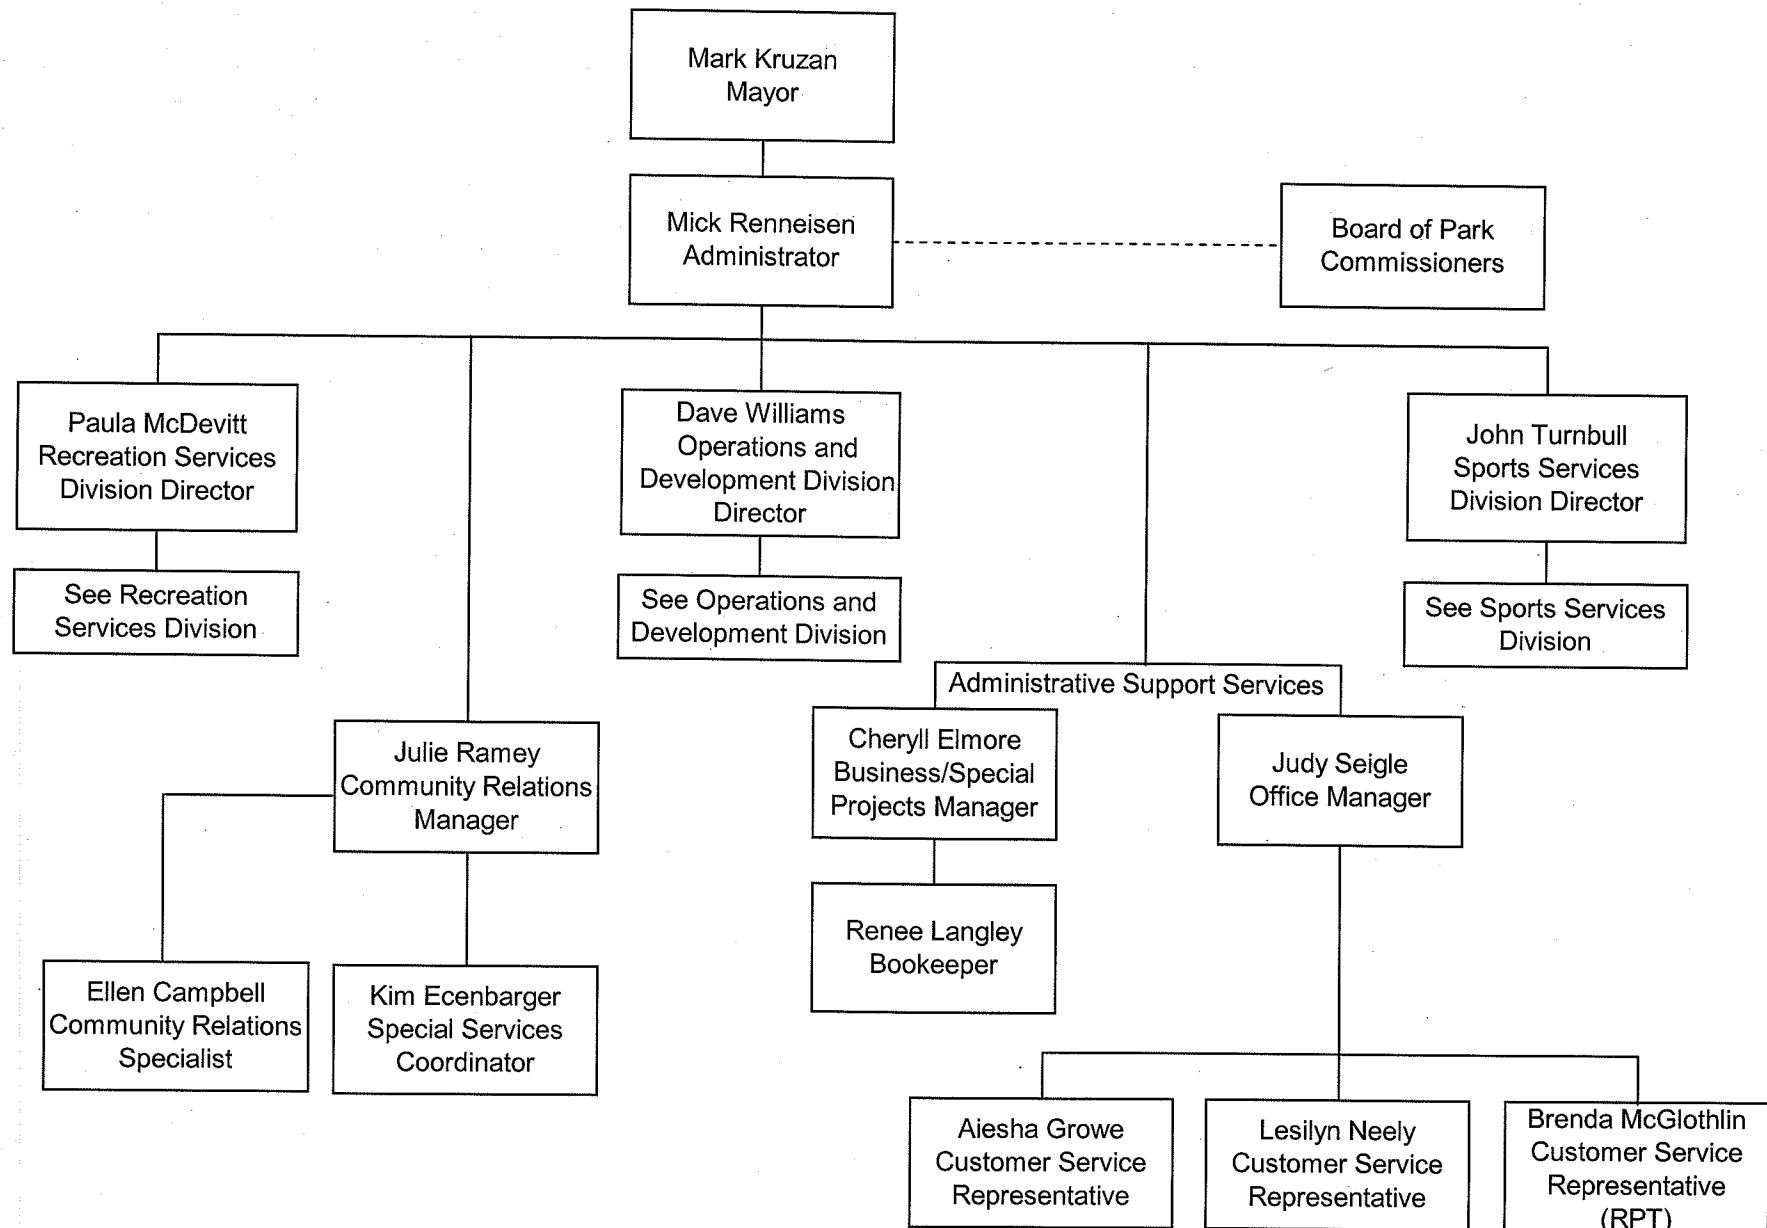 Mark Kruzan
Mayor
Mick Renneisen
Administrator
Board of Park
Commissioners
Paula McDevitt
Recreation Services
Division Director
Dave Williams
Operations and
Development Division
Director
John Turnbull
Sports Services
Division Director
See Recreation
Services Division
See Operations and
Development Division
See Sports Services
Division
Administrative Support Services
Julie Ramey
Community Relations
Manager
Cheryll Elmore
Business/Special
Projects Manager
Judy Seigle
Office Manager
Renee Langley
Bookeeper
Ellen Campbell
Community Relations
Specialist
Kim Ecenbarger
Special Services
Coordinator
Aiesha Growe
Customer Service
Representative
Lesilyn Neely
Customer Service
Representative
Brenda McGlothlin
Customer Service
Representative
(RPT)